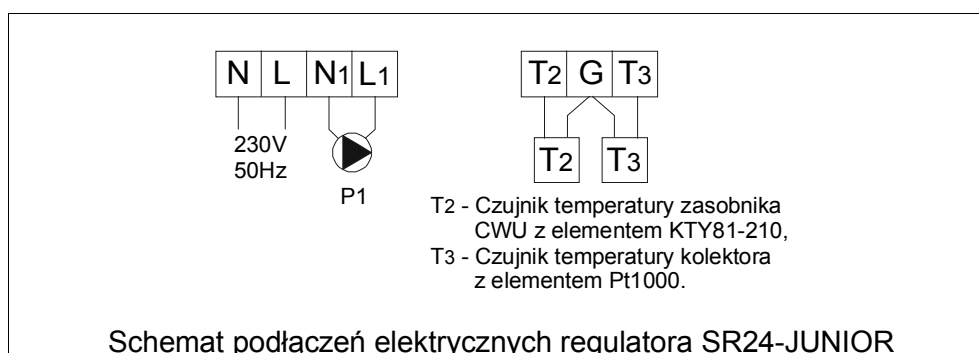 N L N1 L1
T2 G T3
230V
50Hz
P1
T2 T3
T2 - Czujnik temperatury zasobnika
CWU z elementem KTY81-210,
T3 - Czujnik temperatury kolektora
z elementem Pt1000.
Schemat podłączeń elektrycznych regulatora SR24-JUNIOR